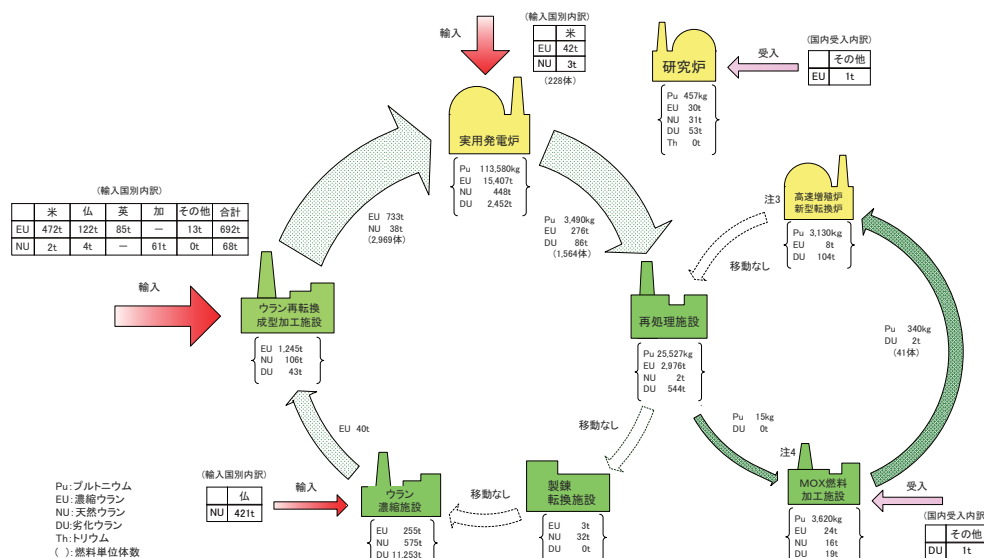 輸入
(輸入国別内訳)
米
EU 42t
NU 3t
(228体)
実用発電炉
Pu 113,580kg
EU 15,407t
NU 448t
DU 2,452t
研究炉
Pu 457kg
EU 30t
NU 31t
DU 53t
Th 0t
受入
(国内受入内訳)
その他
EU 1t
(輸入国別内訳)
米 仏 英 加 その他 合計
EU 472t 122t 85t － 13t 692t
NU 2t 4t － 61t 0t 68t
輸入
ウラン再転換
成型加工施設
EU 1,245t
NU 106t
DU 43t
EU 733t
NU 38t
(2,969体)
Pu 3,490kg
EU 276t
DU 86t
(1,564体)
注3
高速増殖炉
新型転換炉
Pu 3,130kg
EU 8t
DU 104t
移動なし
再処理施設
Pu 25,527kg
EU 2,976t
NU 2t
DU 544t
Pu 340kg
DU 2t
(41体)
移動なし
Pu 15kg
DU 0t
注4
MOX燃料
加工施設
Pu 3,620kg
EU 24t
NU 16t
DU 19t
受入
(国内受入内訳)
その他
DU 1t
製錬
転換施設
EU 3t
NU 32t
DU 0t
移動なし
EU 40t
ウラン
濃縮施設
EU 255t
NU 575t
DU 11,253t
輸入
(輸入国別内訳)
仏
NU 421t
Pu:プルトニウム
EU:濃縮ウラン
NU:天然ウラン
DU:劣化ウラン
Th:トリウム
( ):燃料単位体数